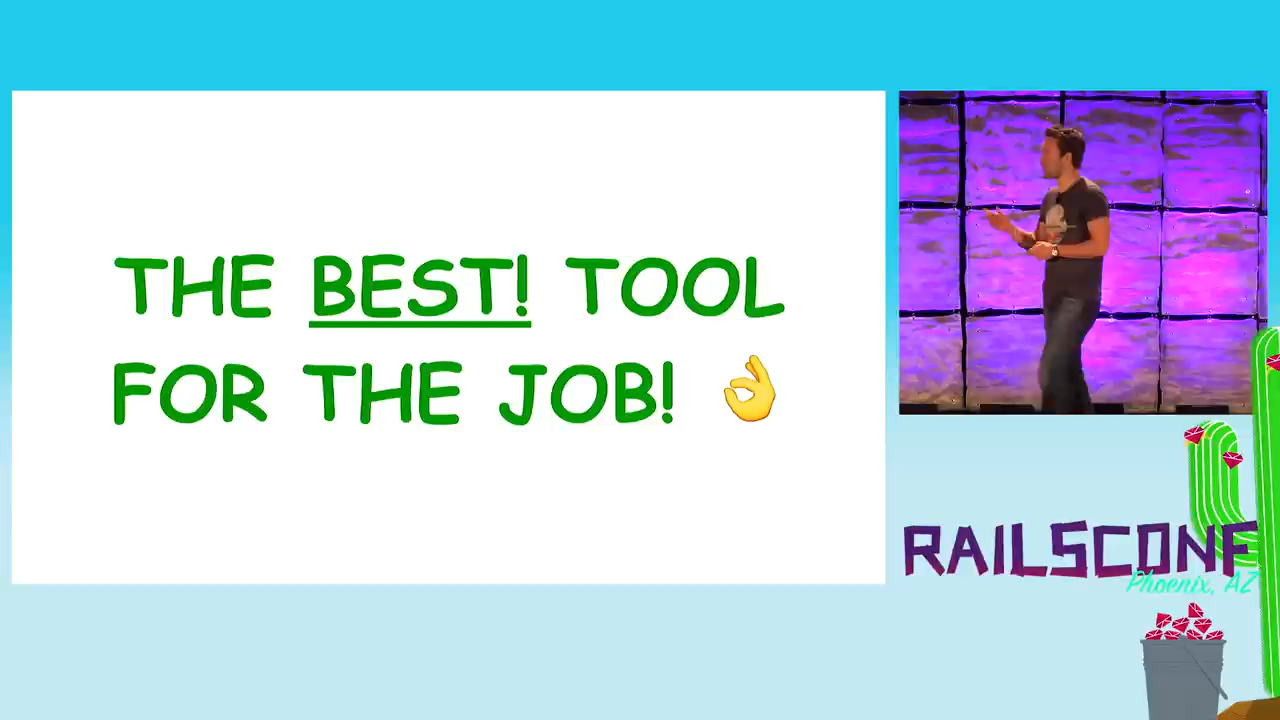 THE BEST! TOOL
FOR THE JOB! 👌
RAILSCONF
Phoenix, AZ